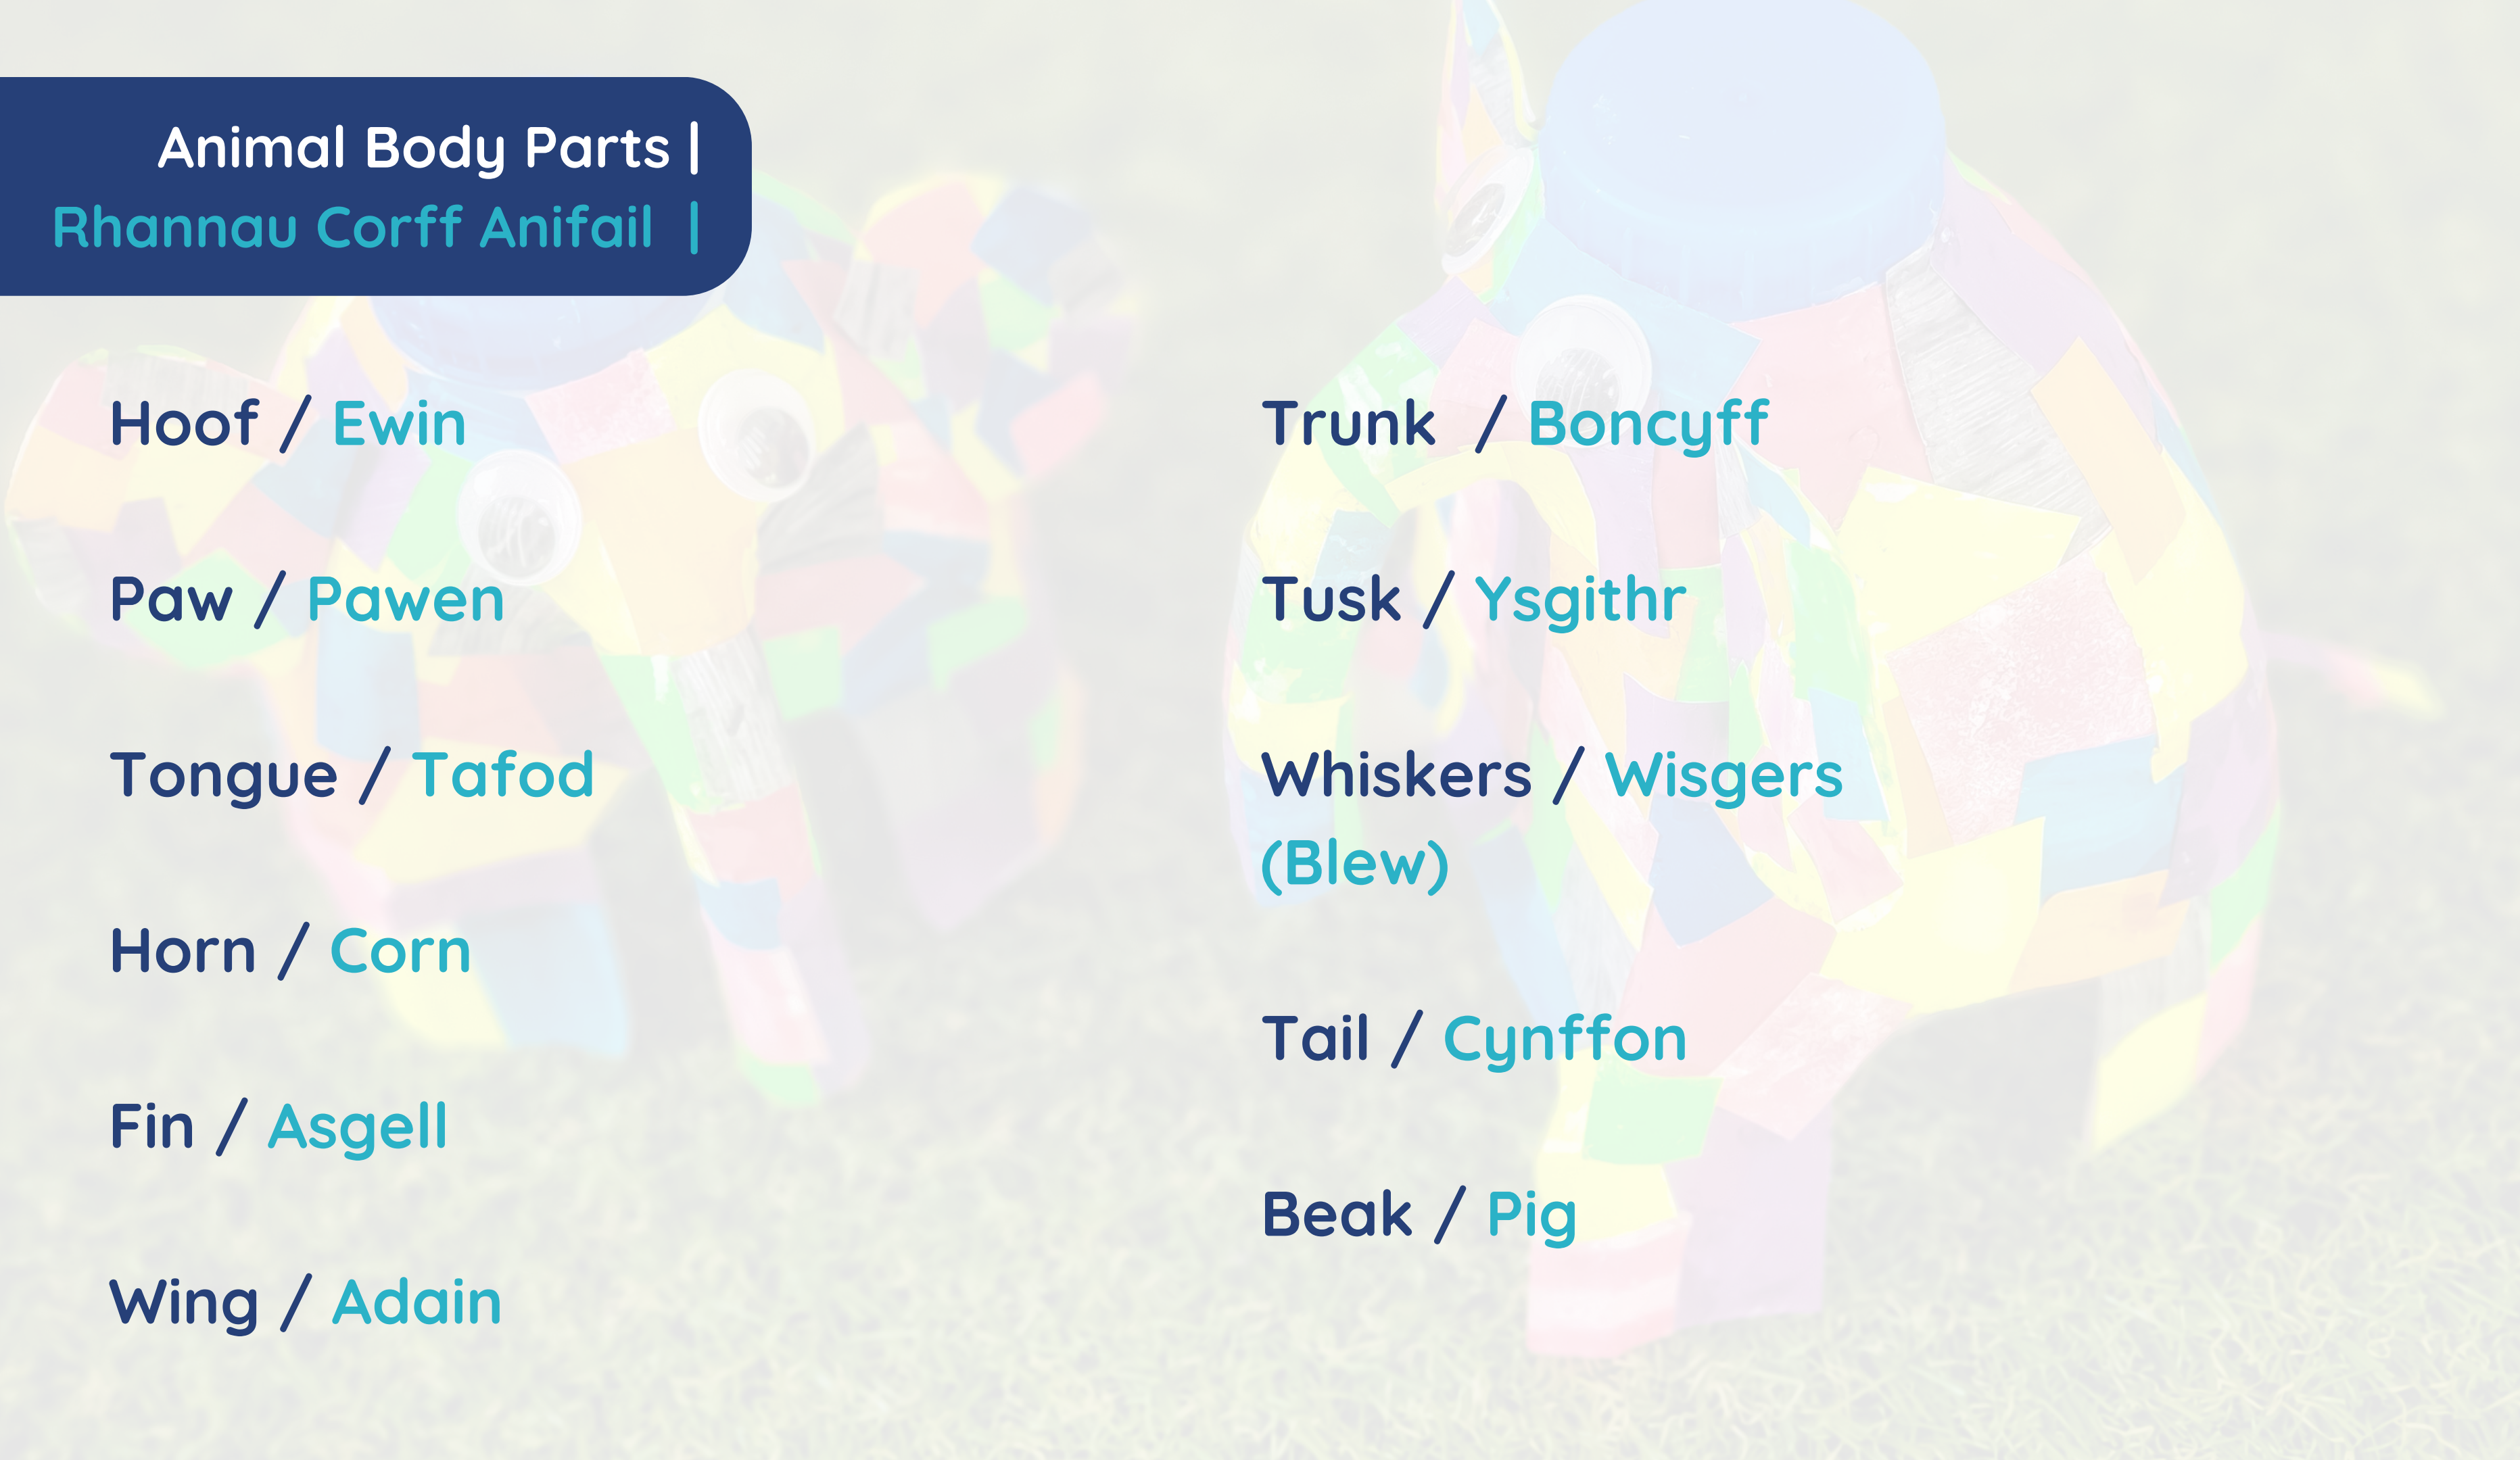 Animal Body Parts |
Rhannau Corff Anifail |
Hoof / Ewin
Paw / Pawen
Tongue / Tafod
Horn / Corn
Fin / Asgell
Wing / Adain
Trunk / Boncyff
Tusk / Ysgithr
Whiskers / Wisgers
(Blew)
Tail / Cynffon
Beak / Pig